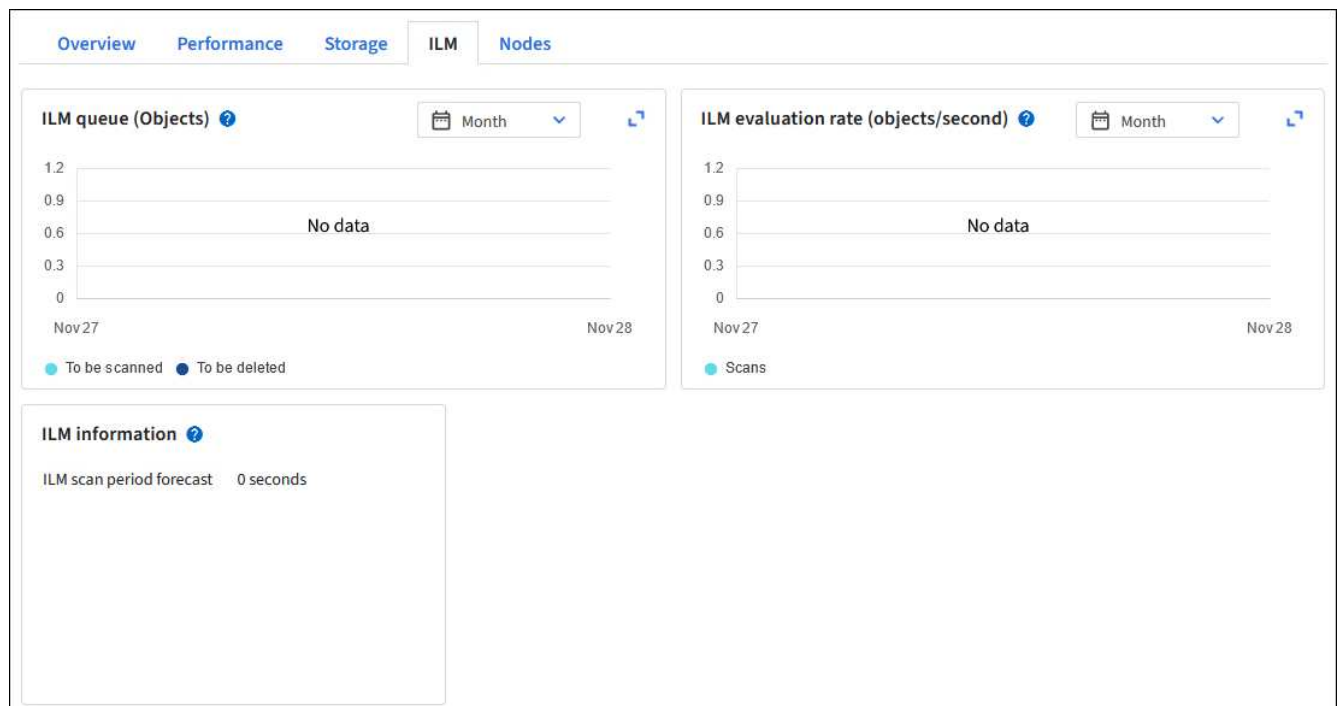 Overview Performance Storage ILM Nodes
ILM queue (Objects) ? Month
1.2
0.9
0.6
0.3
0
No data
Nov 27 Nov 28
To be scanned To be deleted
ILM evaluation rate (objects/second) ? Month
1.2
0.9
0.6
0.3
0
No data
Nov 27 Nov 28
Scans
ILM information ?
ILM scan period forecast 0 seconds